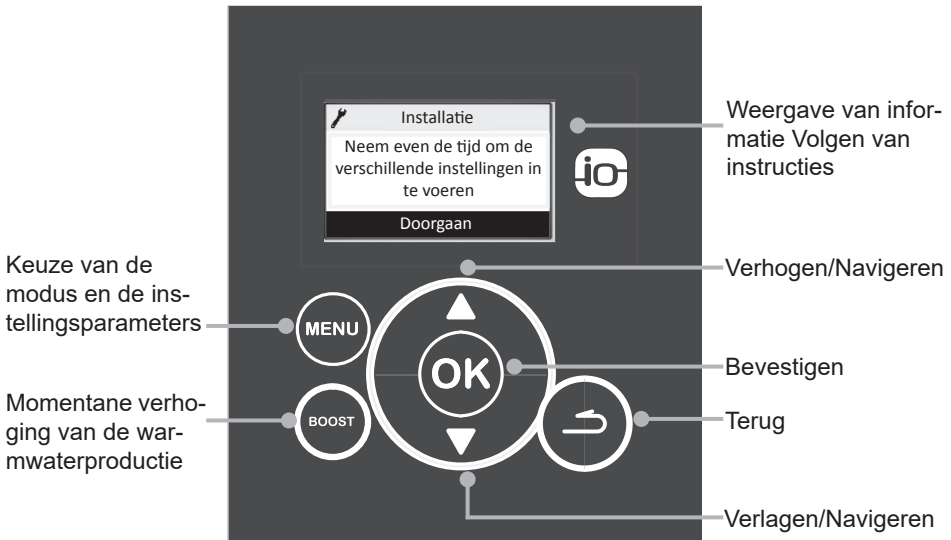 Installatie
Neem even de tijd om de
verschillende instellingen in
te voeren
Doorgaan
io
Weergave van infor-
matie Volgen van
instructies
Verhogen/Navigeren
Keuze van de
modus en de ins-
tellingsparameters
MENU
OK
Bevestigen
Momentane verho-
ging van de war-
mwaterproductie
BOOST
Terug
Verlagen/Navigeren